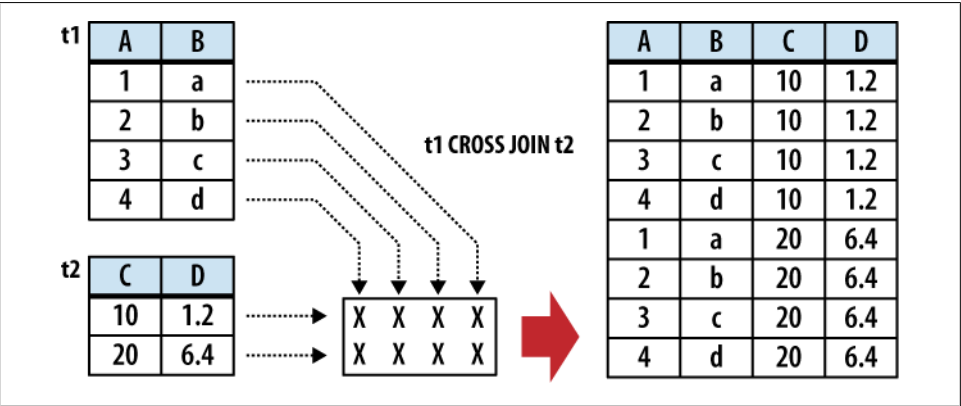 t1
A B
1 a
2 b
3 c
4 d
t2
C D
10 1.2
20 6.4
t1 CROSS JOIN t2
X X X X
X X X X
A B C D
1 a 10 1.2
2 b 10 1.2
3 c 10 1.2
4 d 10 1.2
1 a 20 6.4
2 b 20 6.4
3 c 20 6.4
4 d 20 6.4